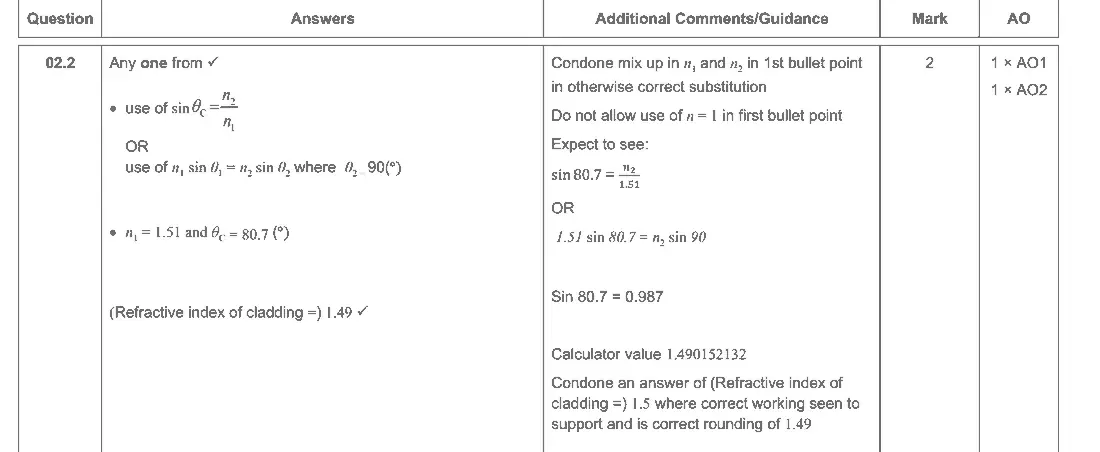 Question Answers Additional Comments/Guidance Mark AO
02.2 Any one from ✓ Condone mix up in n₁ and n₂ in 1st bullet point 2 1 × AO1
in otherwise correct substitution 1 × AO2
• use of sin θ_C = n₂/n₁
Do not allow use of n = 1 in first bullet point
OR Expect to see:
use of n₁ sin θ₁ = n₂ sin θ₂ where θ₂ 90(°)
sin 80.7 = n₂/1.51
OR
• n₁ = 1.51 and θ_C = 80.7 (°) 1.51 sin 80.7 = n₂ sin 90
Sin 80.7 = 0.987
(Refractive index of cladding =) 1.49 ✓
Calculator value 1.490152132
Condone an answer of (Refractive index of
cladding =) 1.5 where correct working seen to
support and is correct rounding of 1.49